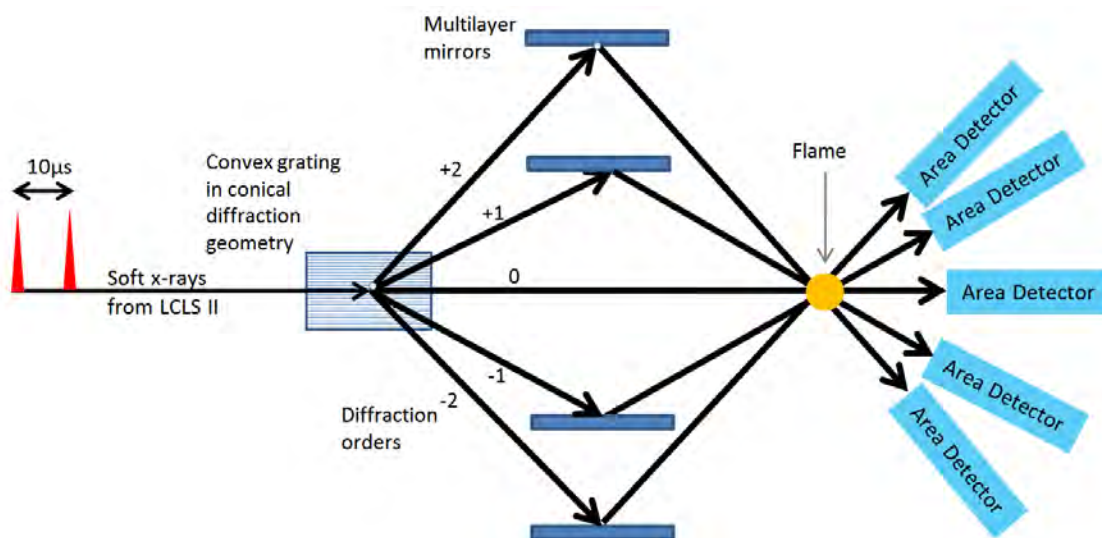 Multilayer
mirrors
10μs
Convex grating
in conical
diffraction
geometry
Soft x-rays
from LCLS II
+2
+1
0
-1
-2
Diffraction
orders
Flame
Area Detector
Area Detector
Area Detector
Area Detector
Area Detector